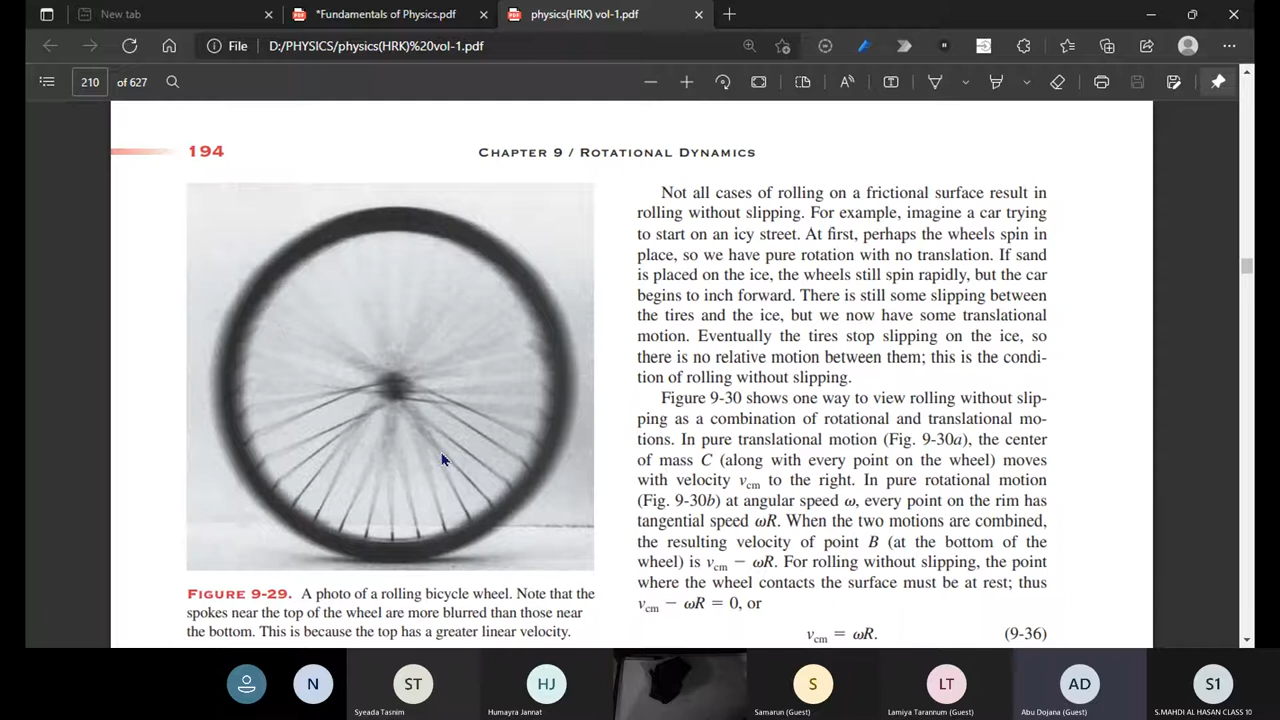 New tab
*Fundamentals of Physics.pdf
physics(HRK) vol-1.pdf
File
D:/PHYSICS/physics(HRK)%20vol-1.pdf
210
of 627
194
CHAPTER 9 / ROTATIONAL DYNAMICS
FIGURE 9-29. A photo of a rolling bicycle wheel. Note that the
spokes near the top of the wheel are more blurred than those near
the bottom. This is because the top has a greater linear velocity.
Not all cases of rolling on a frictional surface result in
rolling without slipping. For example, imagine a car trying
to start on an icy street. At first, perhaps the wheels spin in
place, so we have pure rotation with no translation. If sand
is placed on the ice, the wheels still spin rapidly, but the car
begins to inch forward. There is still some slipping between
the tires and the ice, but we now have some translational
motion. Eventually the tires stop slipping on the ice, so
there is no relative motion between them; this is the condi-
tion of rolling without slipping.
Figure 9-30 shows one way to view rolling without slip-
ping as a combination of rotational and translational mo-
tions. In pure translational motion (Fig. 9-30a), the center
of mass C (along with every point on the wheel) moves
with velocity vcm to the right. In pure rotational motion
(Fig. 9-30b) at angular speed ω, every point on the rim has
tangential speed ωR. When the two motions are combined,
the resulting velocity of point B (at the bottom of the
wheel) is vcm − ωR. For rolling without slipping, the point
where the wheel contacts the surface must be at rest; thus
vcm − ωR = 0, or
vcm = ωR. (9-36)
N
ST
HJ
S
LT
AD
S1
Syeada Tasnim
Humayra Jannat
Samarun (Guest)
Lamiya Tarannum (Guest)
Abu Dojana (Guest)
S.MAHDI AL HASAN CLASS 10